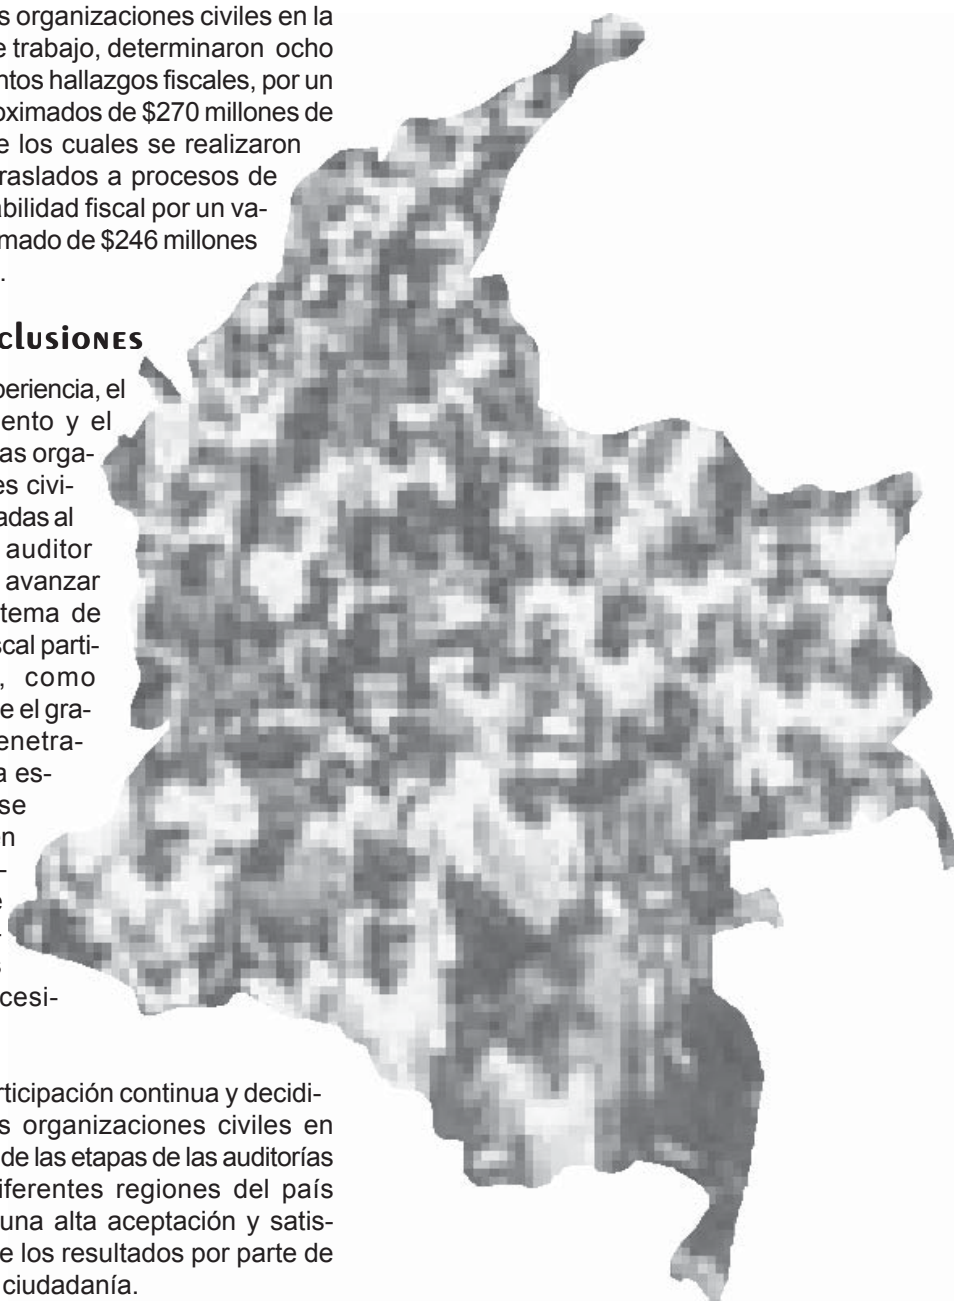 s organizaciones civiles en la
e trabajo, determinaron ocho
ntos hallazgos fiscales, por un
oximados de $270 millones de
e los cuales se realizaron
raslados a procesos de
abilidad fiscal por un va-
mado de $246 millones
.
clusiones
periencia, el
ento y el
as orga-
es civi-
adas al
auditor
avanzar
tema de
scal parti-
, como
e el gra-
enetra-
a es-
se
n
-
e
.
s
cesi-
rticipación continua y decidi-
s organizaciones civiles en
de las etapas de las auditorías
iferentes regiones del país
una alta aceptación y satis-
e los resultados por parte de
ciudadanía.